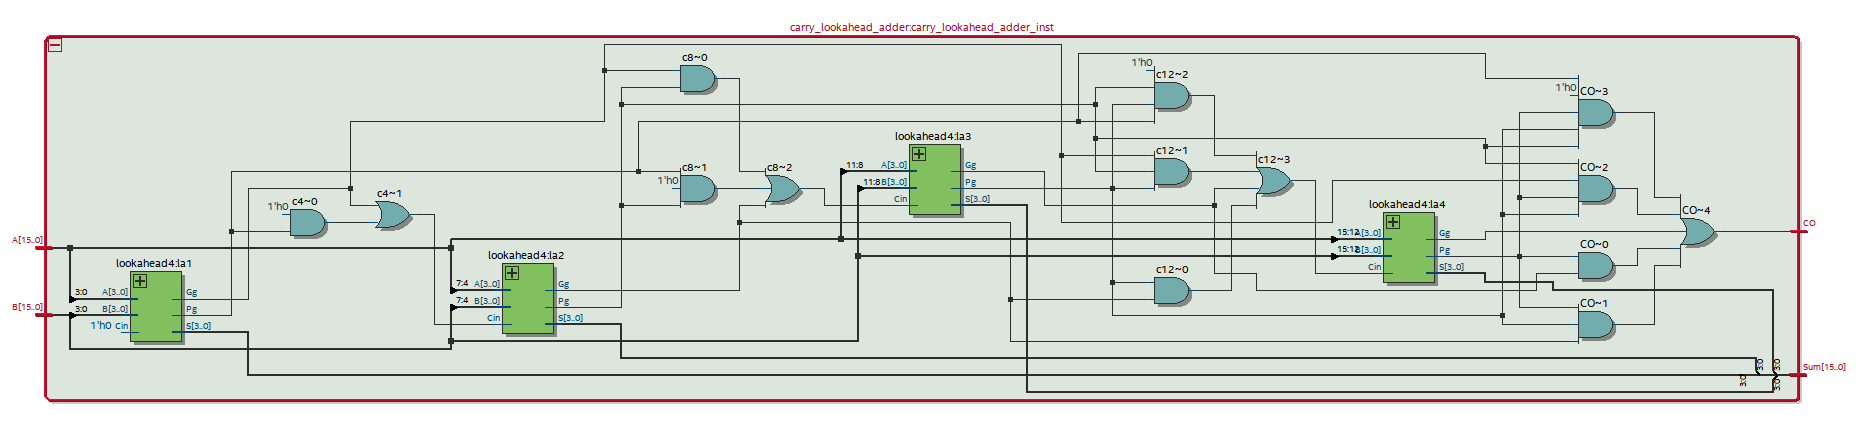 carry_lookahead_adder:carry_lookahead_adder_inst
c8~0
1'h0
c12~2
1'h0
CO~3
lookahead4:la3
c12~1
c12~3
c8~1
c8~2
CO~2
1'h0
11:8 A[3..0]
11:8 B[3..0]
Cin
Gg
Pg
S[3..0]
c4~0
c4~1
1'h0
lookahead4:la4
CO~4
CO
A[15..0]
15:12 A[3..0]
15:12 B[3..0]
Cin
Gg
Pg
S[3..0]
CO~0
lookahead4:la1
lookahead4:la2
c12~0
3:0 A[3..0]
3:0 B[3..0]
1'h0 Cin
Gg
Pg
S[3..0]
7:4 A[3..0]
7:4 B[3..0]
Cin
Gg
Pg
S[3..0]
B[15..0]
CO~1
3:0
3:0
3:0
3:0
Sum[15..0]